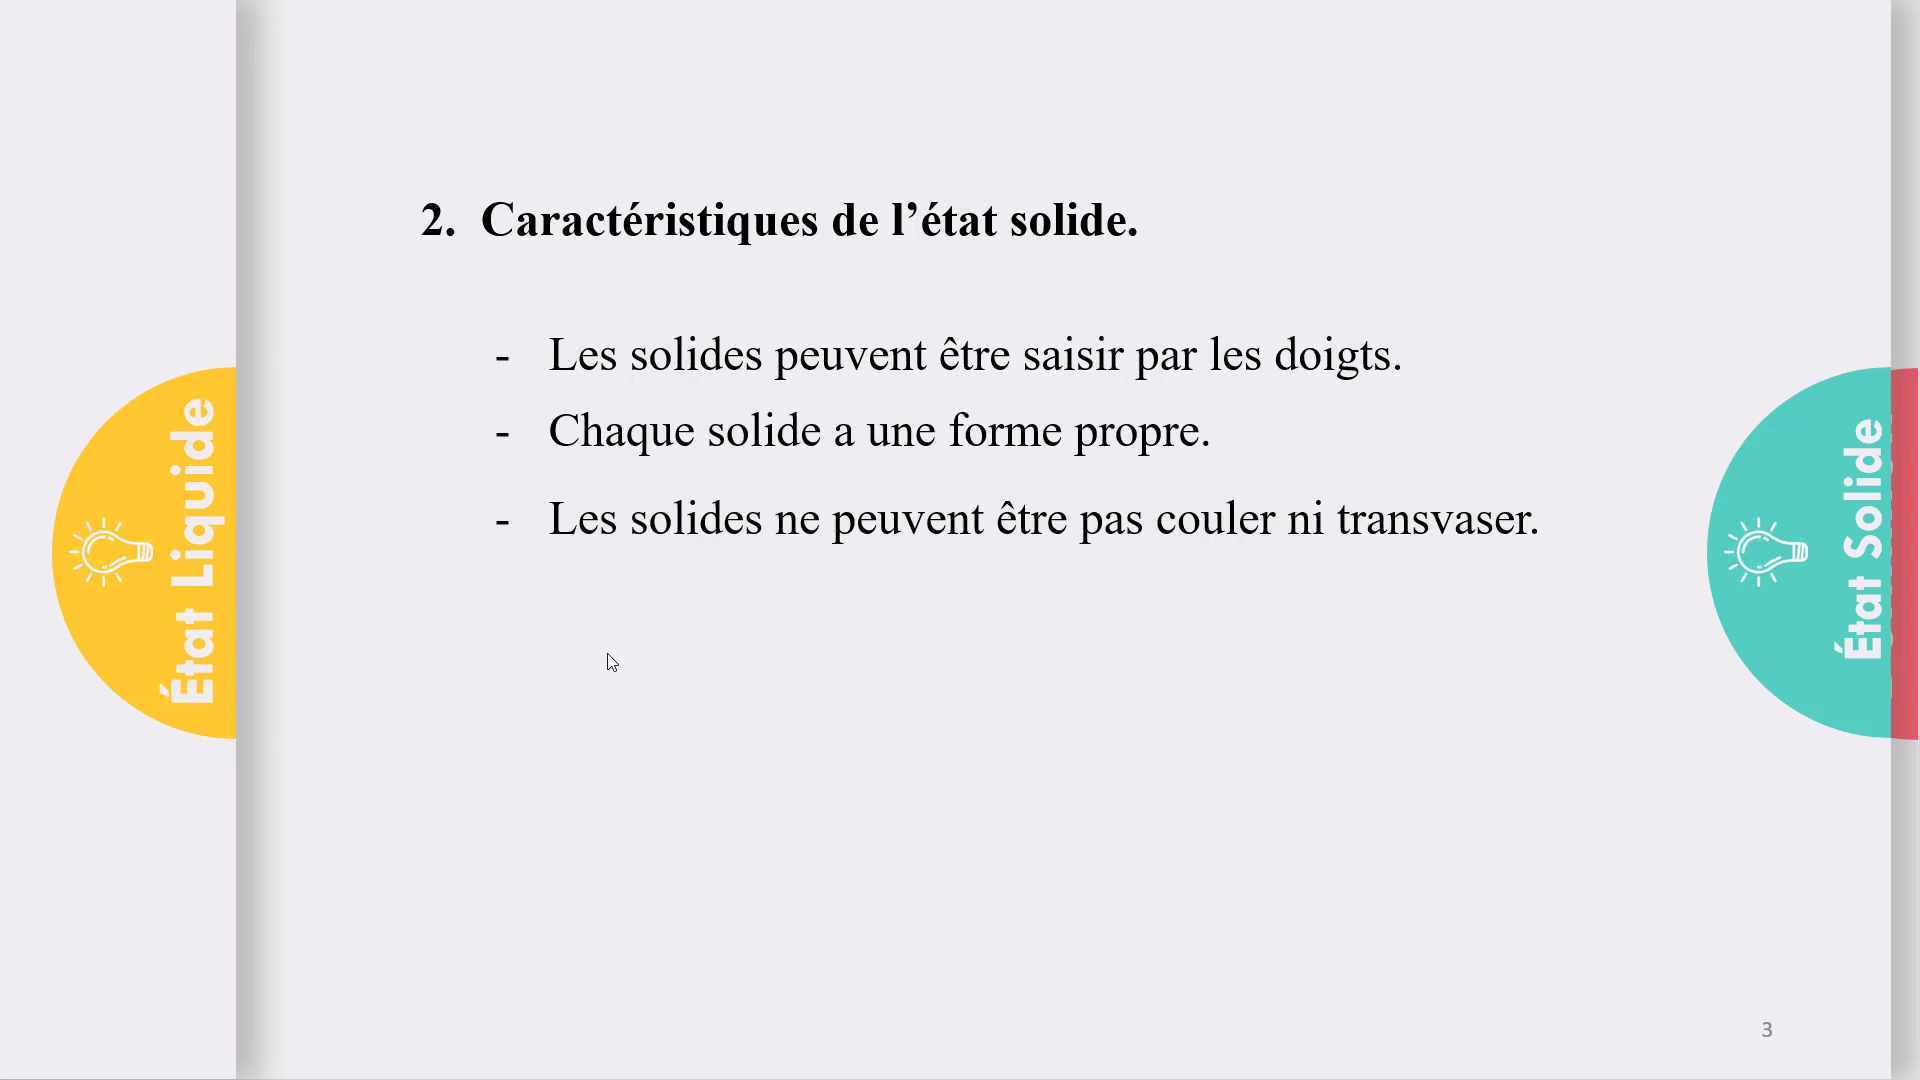 État Liquide
2. Caractéristiques de l’état solide.
- Les solides peuvent être saisir par les doigts.
- Chaque solide a une forme propre.
- Les solides ne peuvent être pas couler ni transvaser.
État Solide
3